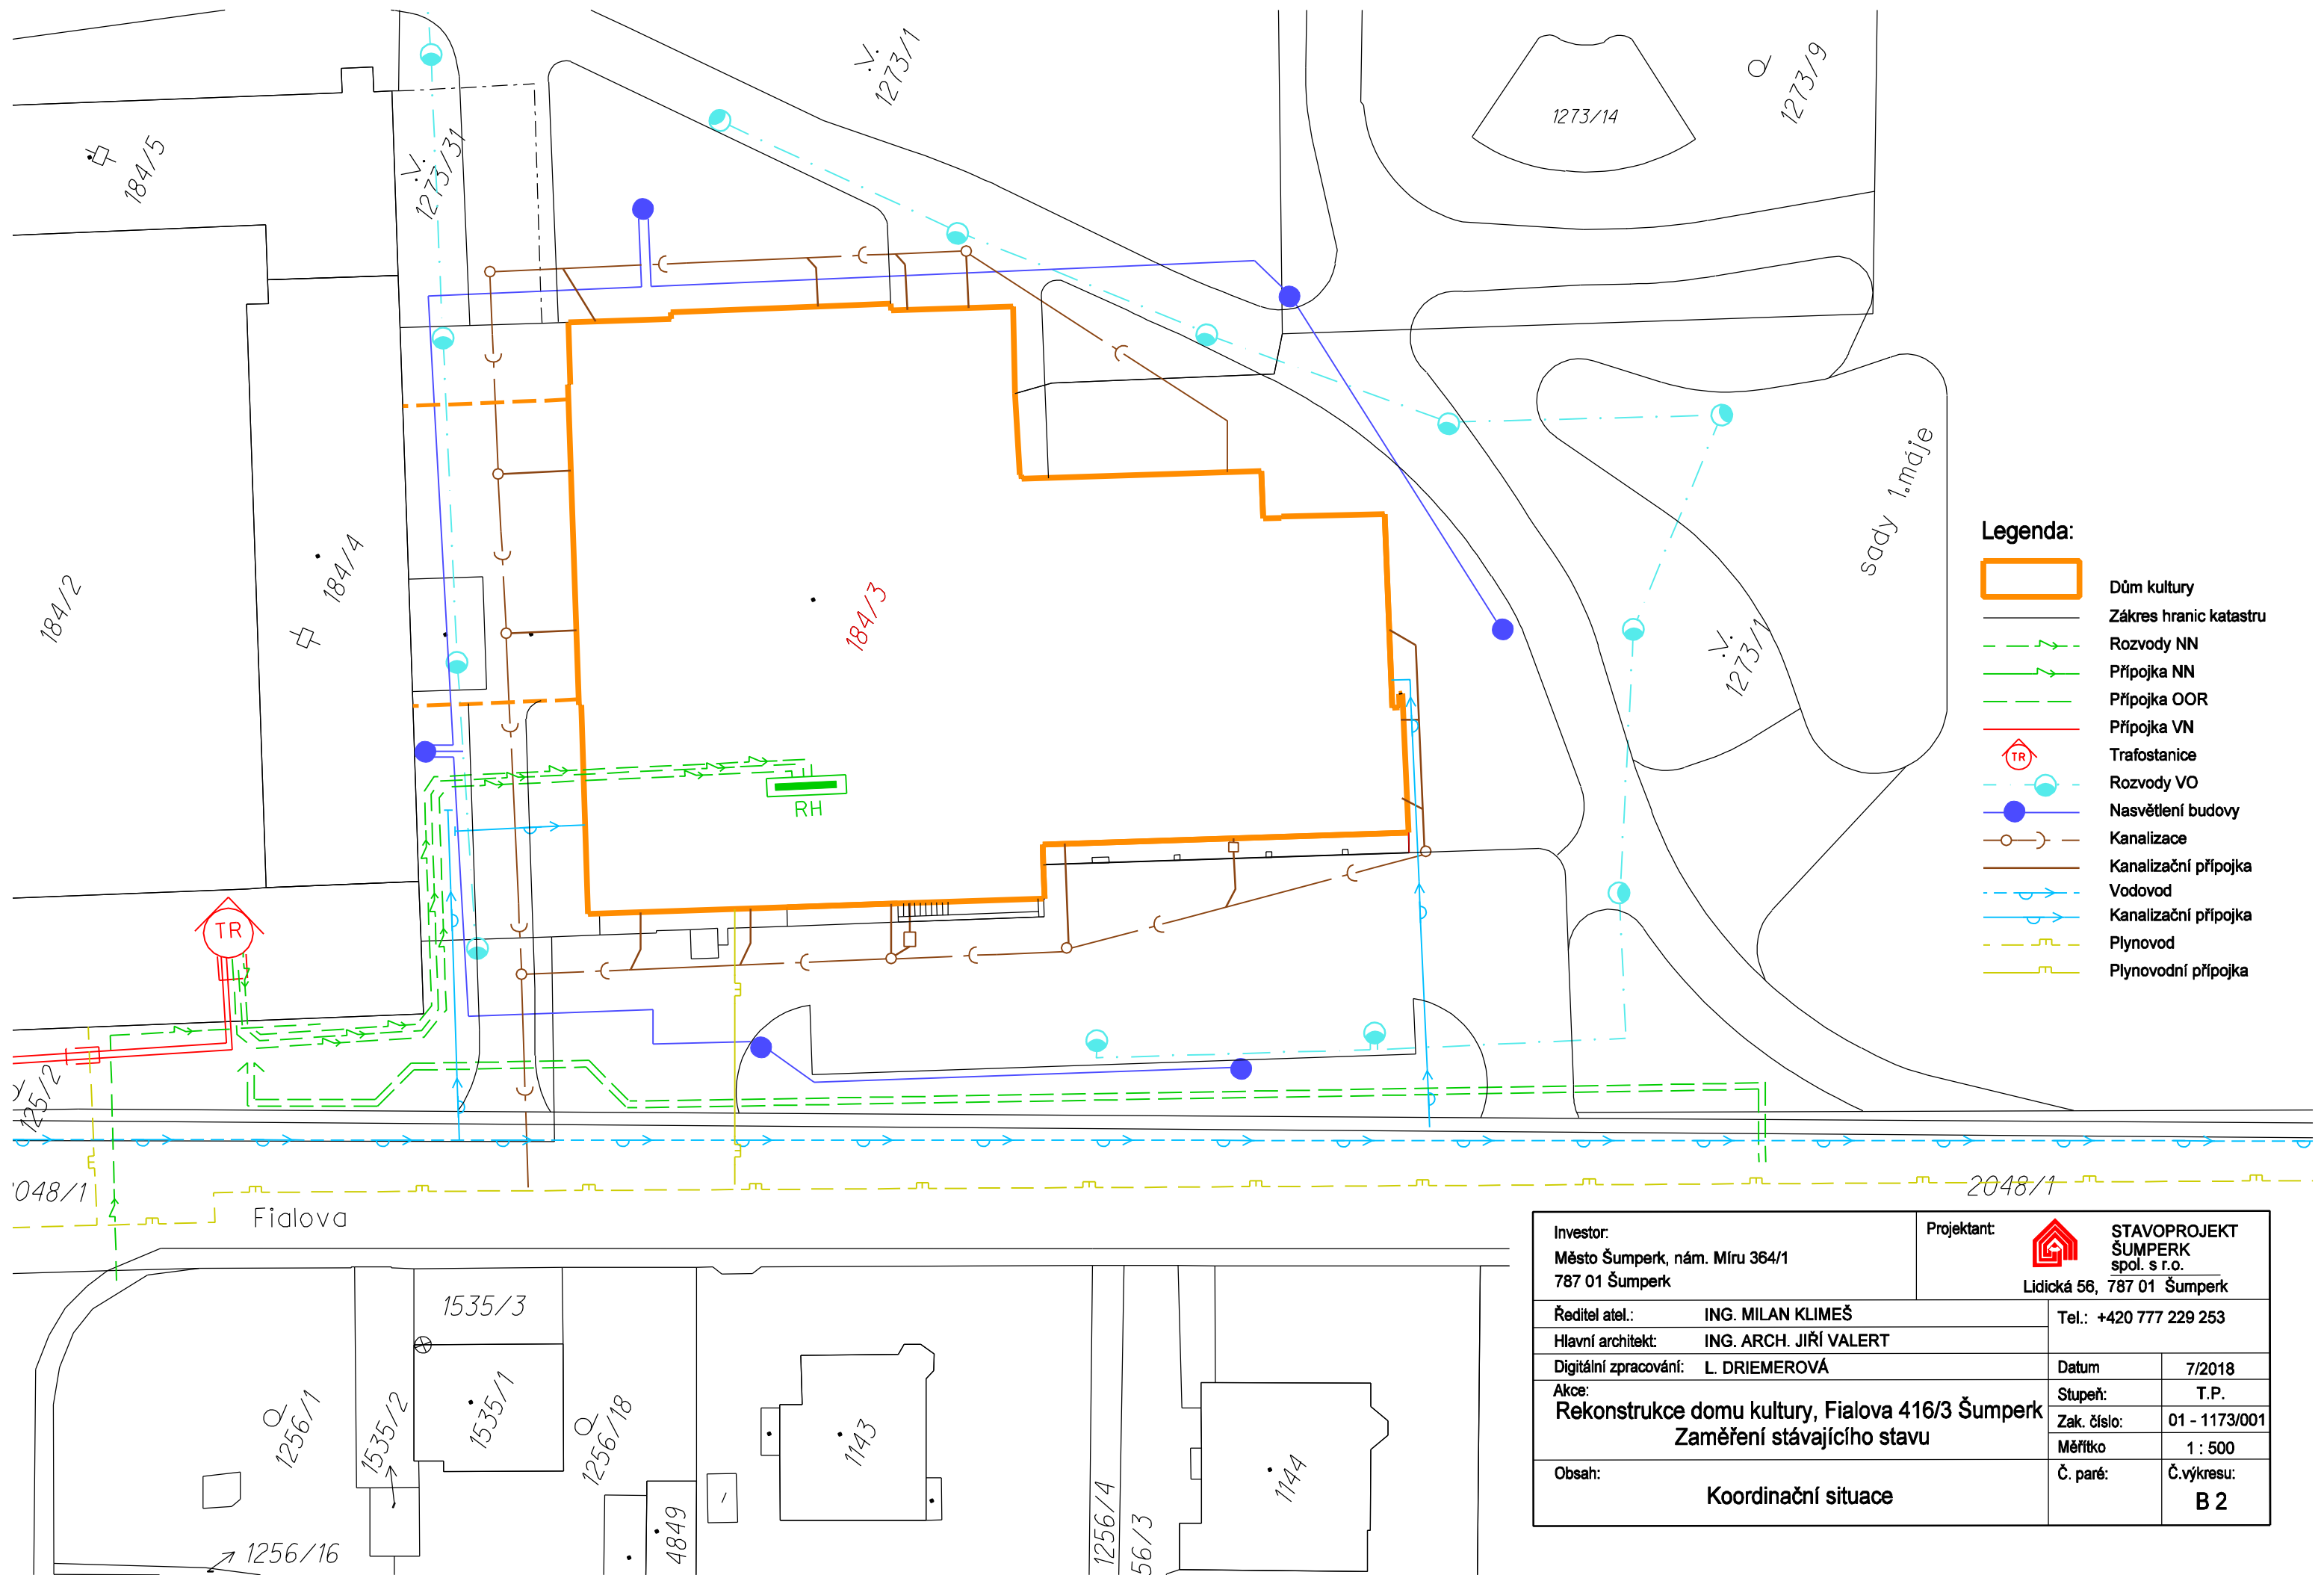 1273/1
1273/9
1273/14
184/5
1273/31
sady 1.máje
184/2
184/4
184/3
1273/1
RH
TR
125/2
2048/1
Fialova
Legenda:
Dům kultury
Zákres hranic katastru
Rozvody NN
Přípojka NN
Přípojka OOR
Přípojka VN
TR
Trafostanice
Rozvody VO
Nasvětlení budovy
Kanalizace
Kanalizační přípojka
Vodovod
Kanalizační přípojka
Plynovod
Plynovodní přípojka
048/1
1535/3
1256/1
1535/2
1535/1
1256/18
1143
1144
4849
1256/4
56/3
1256/16
Investor:
Město Šumperk, nám. Míru 364/1
787 01 Šumperk
Projektant:
STAVOPROJEKT
ŠUMPERK
spol. s r.o.
Lidická 56, 787 01 Šumperk
Ředitel atel.: ING. MILAN KLIMEŠ
Tel.: +420 777 229 253
Hlavní architekt: ING. ARCH. JIŘÍ VALERT
Digitální zpracování: L. DRIEMEROVÁ
Datum 7/2018
Akce:
Rekonstrukce domu kultury, Fialova 416/3 Šumperk
Zaměření stávajícího stavu
Stupeň: T.P.
Zak. číslo: 01 - 1173/001
Měřítko 1 : 500
Obsah:
Koordinační situace
Č. paré:
Č.výkresu:
B 2